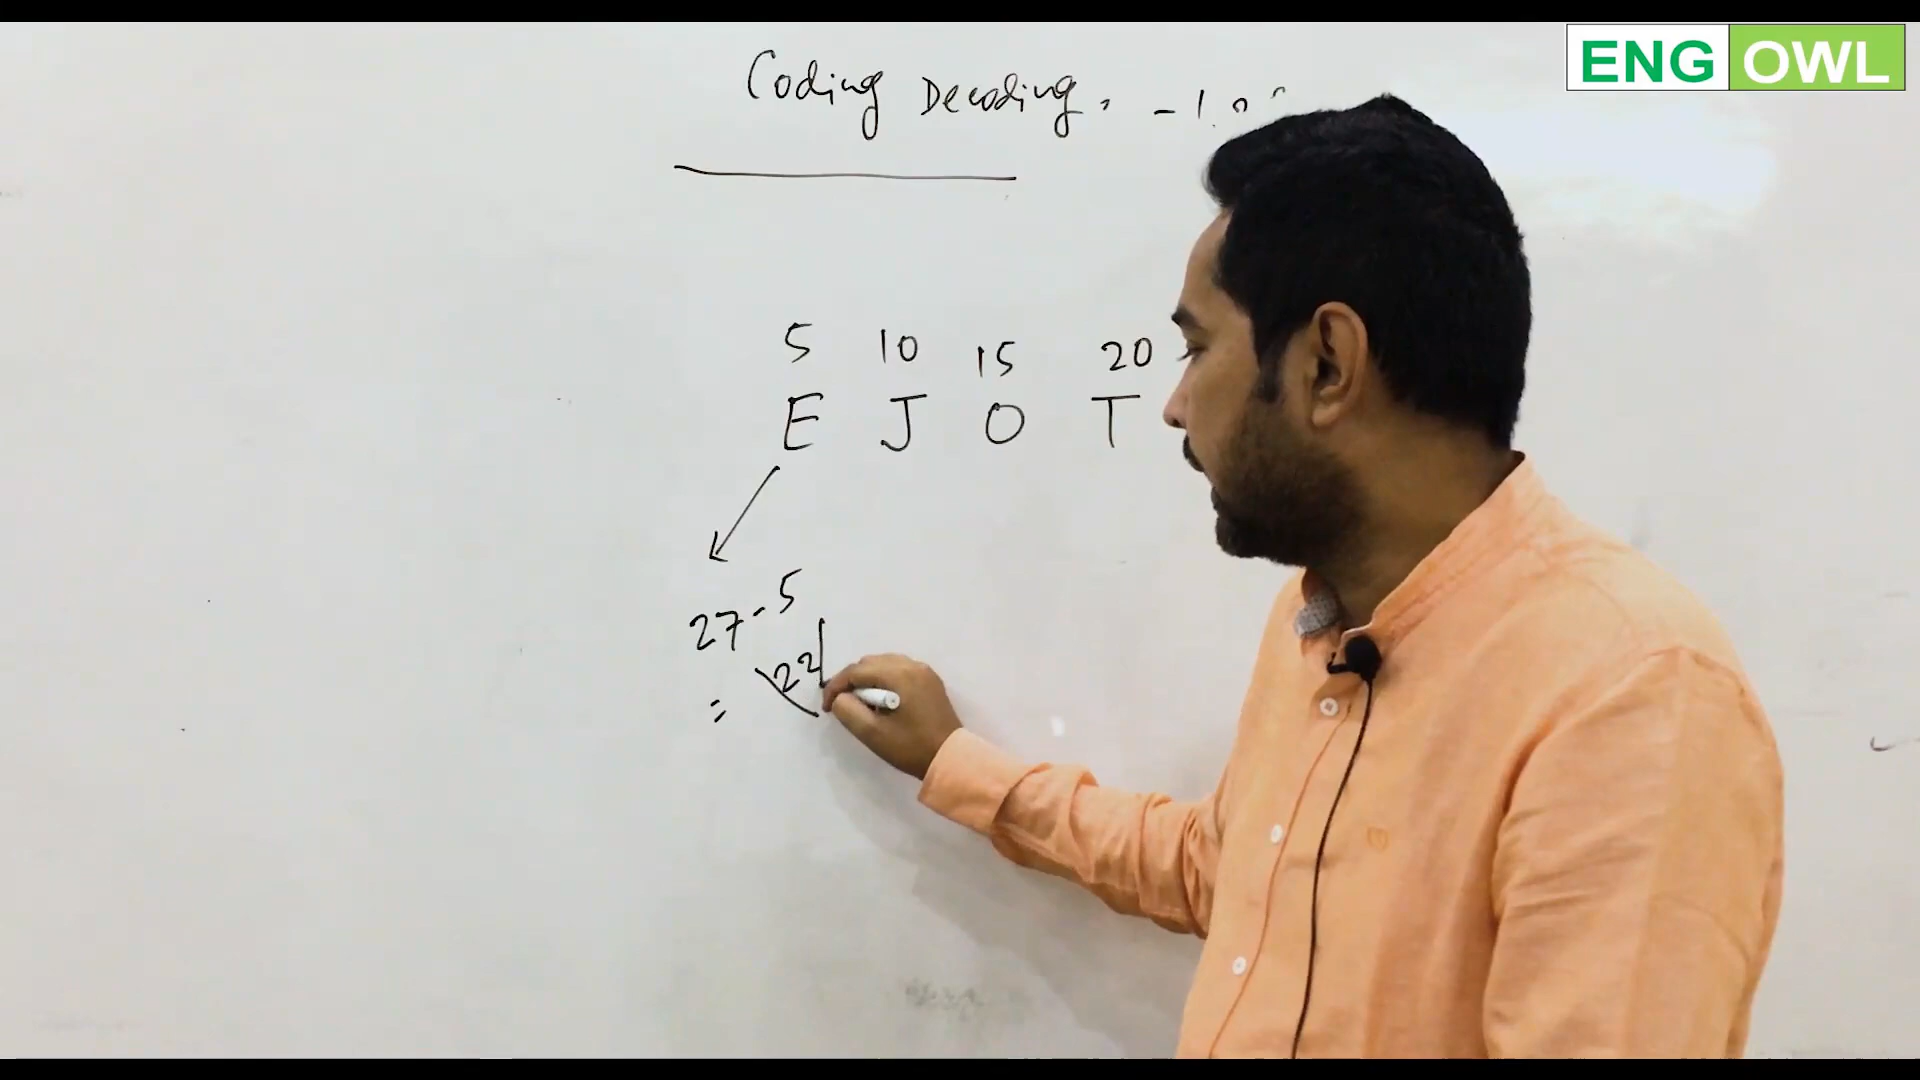 ENG OWL
Coding Decoding.
5 10 15 20
E J O T
27-5
= 22